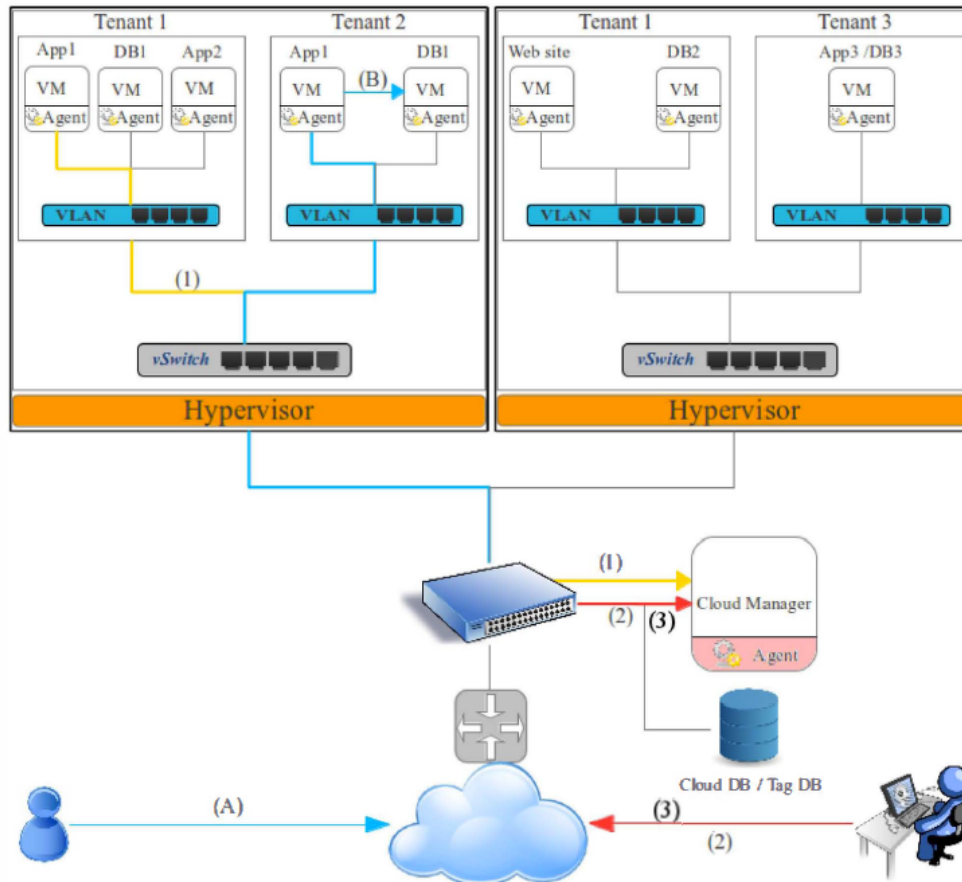 Tenant 1
Tenant 2
Tenant 1
Tenant 3
App1 DB1 App2
App1 DB1
Web site DB2
App3 /DB3
VM VM VM
VM (B) VM
VM VM
VM
Agent Agent Agent
Agent Agent
Agent Agent
Agent
VLAN
VLAN
VLAN
VLAN
(1)
vSwitch
vSwitch
Hypervisor
Hypervisor
(1)
(2) (3)
Cloud Manager
Agent
Cloud DB / Tag DB
(A)
(3)
(2)